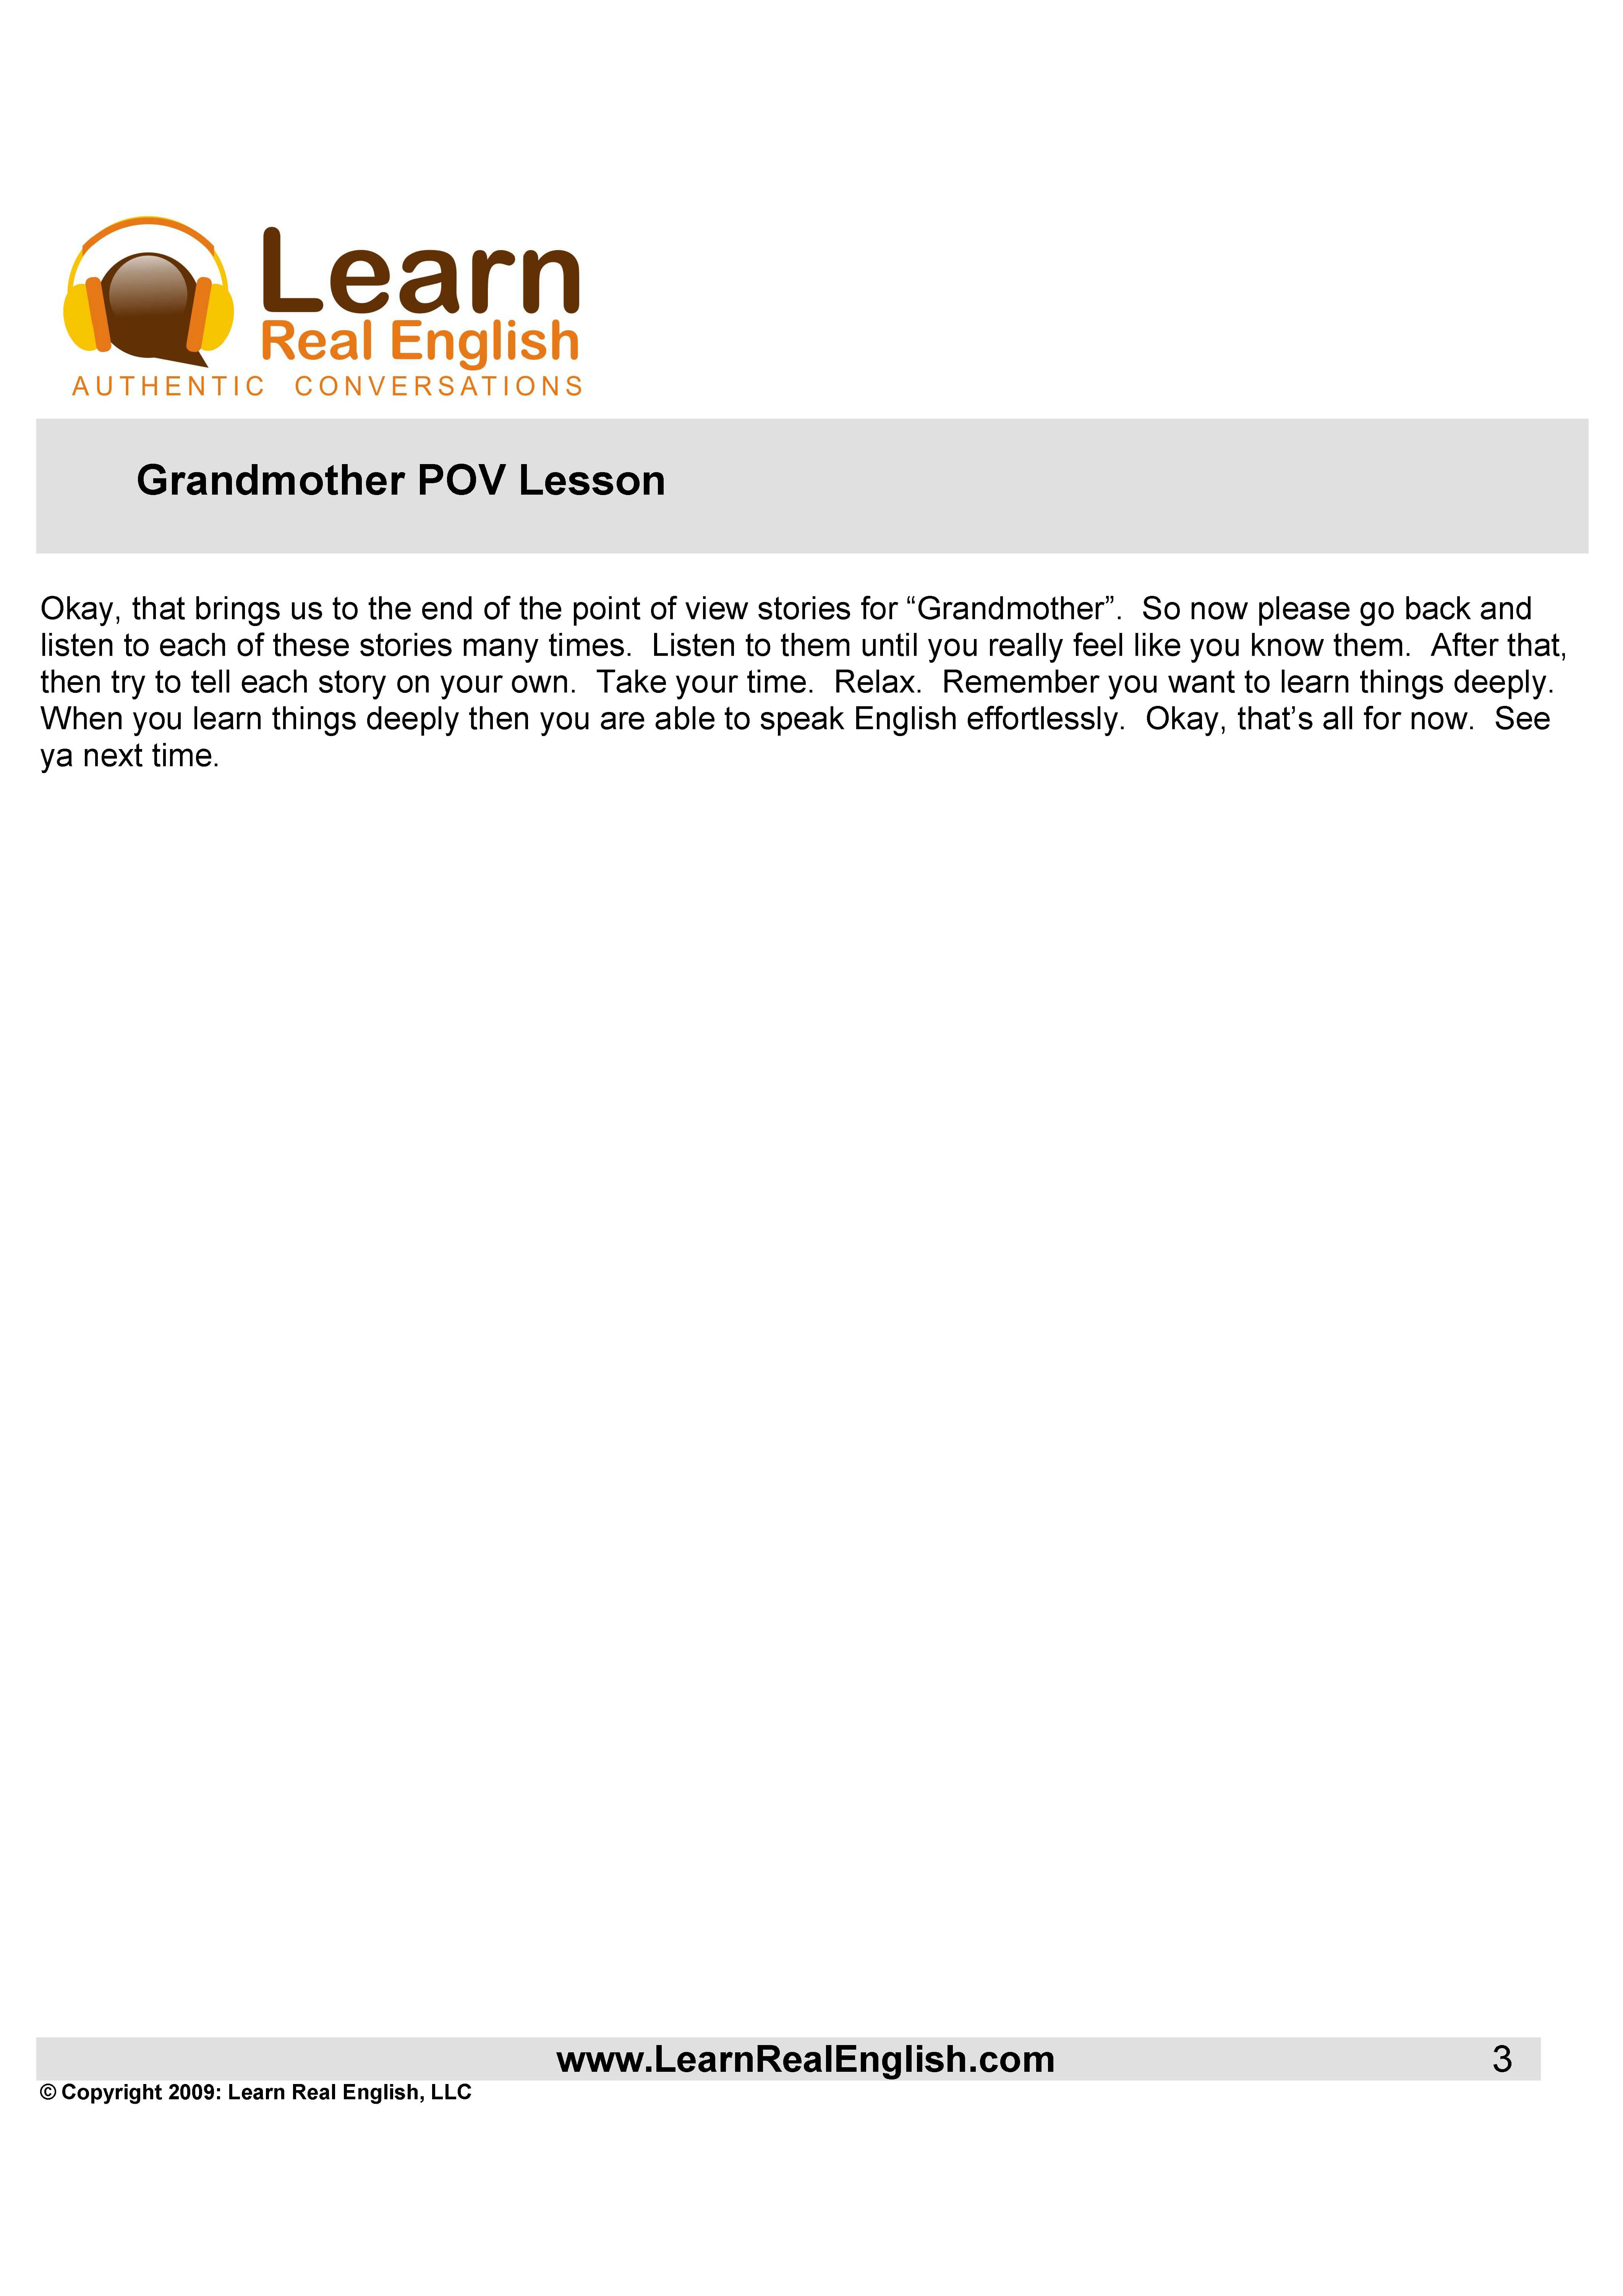 Learn
Real English
AUTHENTIC CONVERSATIONS
Grandmother POV Lesson
Okay, that brings us to the end of the point of view stories for “Grandmother”.  So now please go back and
listen to each of these stories many times.  Listen to them until you really feel like you know them.  After that,
then try to tell each story on your own.  Take your time.  Relax.  Remember you want to learn things deeply.
When you learn things deeply then you are able to speak English effortlessly.  Okay, that’s all for now.  See
ya next time.
www.LearnRealEnglish.com 3
© Copyright 2009: Learn Real English, LLC